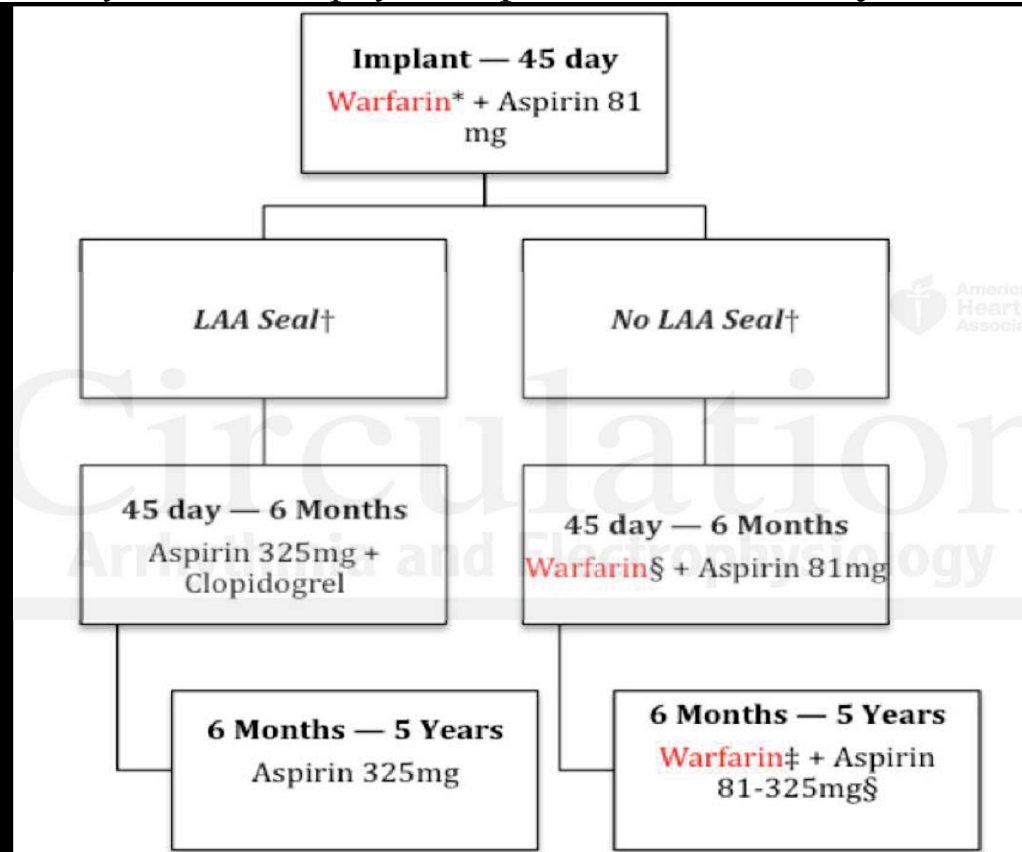 Implant — 45 day
Warfarin* + Aspirin 81
mg
LAA Seal†
No LAA Seal†
American
Heart
Associa
Circulation
Arrhythmia and Electrophysiology
45 day — 6 Months
Aspirin 325mg +
Clopidogrel
45 day — 6 Months
Warfarin§ + Aspirin 81mg
6 Months — 5 Years
Aspirin 325mg
6 Months — 5 Years
Warfarin‡ + Aspirin
81-325mg§